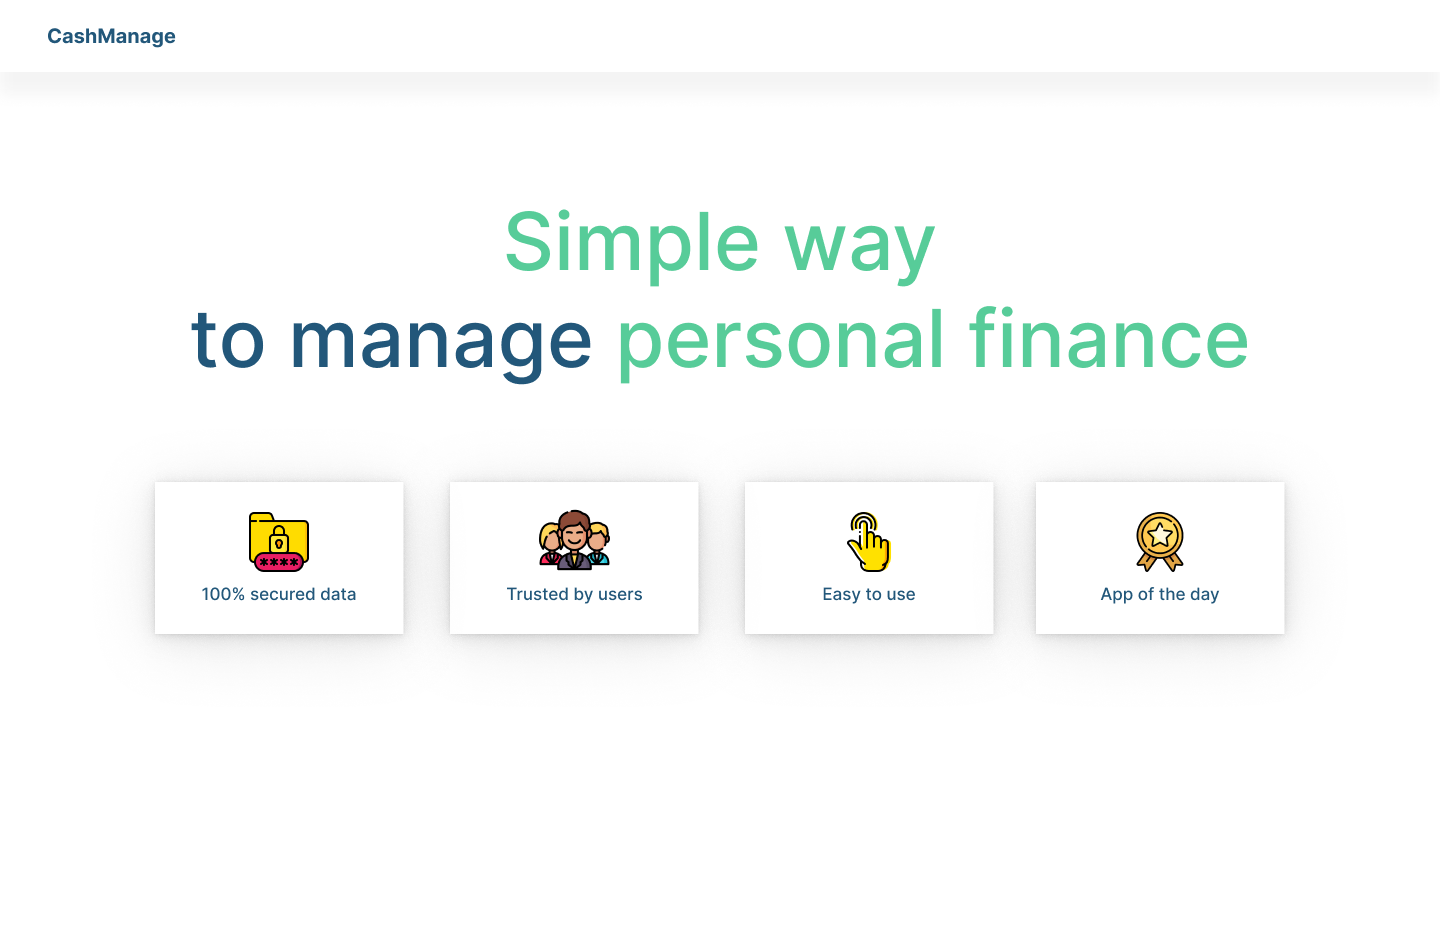 CashManage
Simple way
to manage personal finance
100% secured data
Trusted by users
Easy to use
App of the day